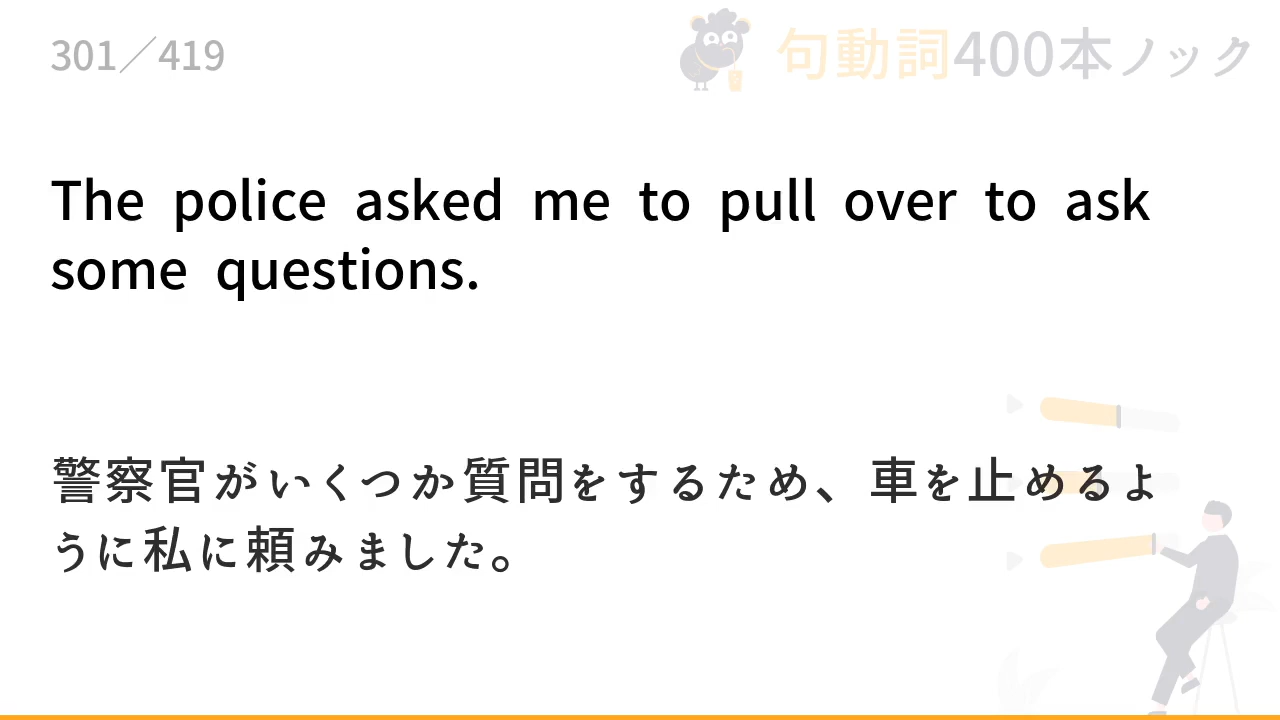 301／419
句動詞400本ノック
The police asked me to pull over to ask
some questions.
警察官がいくつか質問をするため、車を止めるよ
うに私に頼みました。